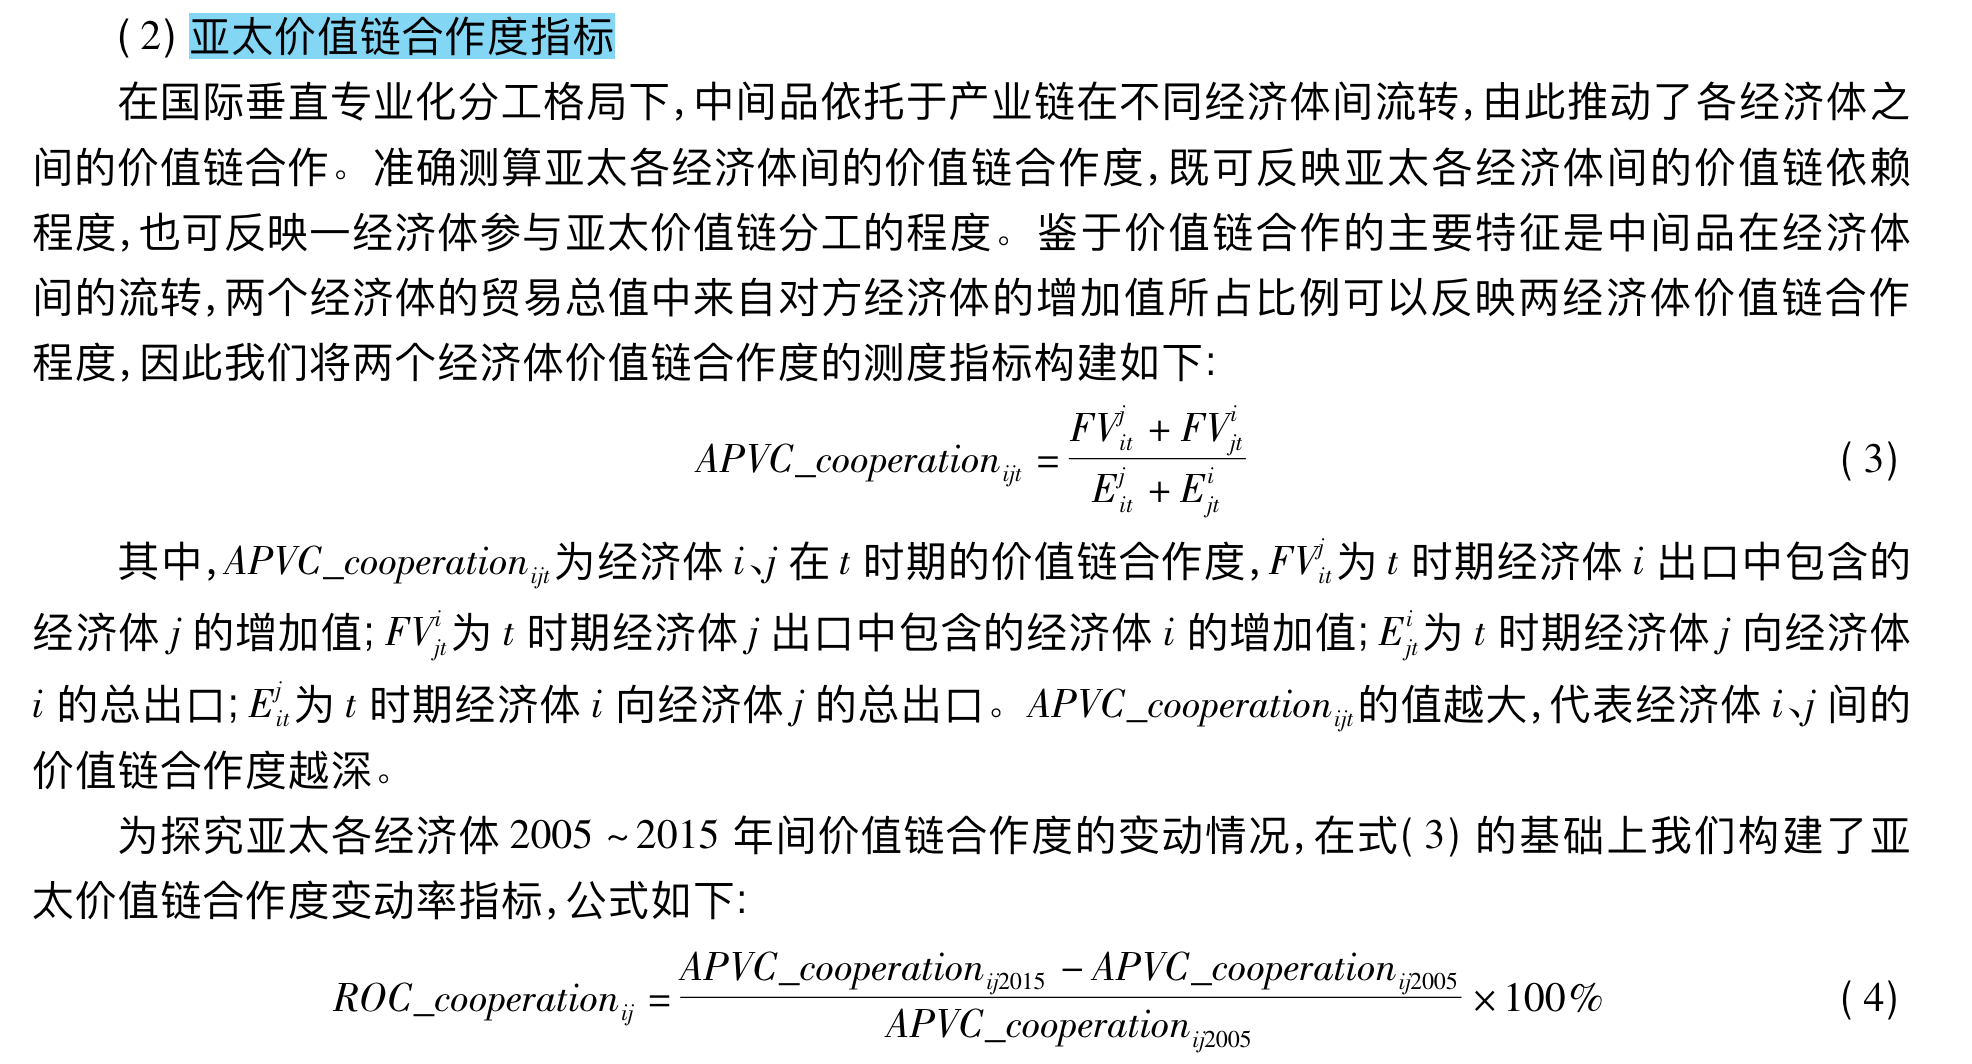 (2) 亚太价值链合作度指标
在国际垂直专业化分工格局下,中间品依托于产业链在不同经济体间流转,由此推动了各经济体之
间的价值链合作。准确测算亚太各经济体间的价值链合作度,既可反映亚太各经济体间的价值链依赖
程度,也可反映一经济体参与亚太价值链分工的程度。鉴于价值链合作的主要特征是中间品在经济体
间的流转,两个经济体的贸易总值中来自对方经济体的增加值所占比例可以反映两经济体价值链合作
程度,因此我们将两个经济体价值链合作度的测度指标构建如下:
$APVC\_cooperation_{ijt} = \frac{FV_{it}^{j} + FV_{jt}^{i}}{E_{it}^{j} + E_{jt}^{i}}$ (3)
其中,$APVC\_cooperation_{ijt}$为经济体 i、j 在 t 时期的价值链合作度,$FV_{it}^{j}$为 t 时期经济体 i 出口中包含的
经济体 j 的增加值;$FV_{jt}^{i}$为 t 时期经济体 j 出口中包含的经济体 i 的增加值;$E_{jt}^{i}$为 t 时期经济体 j 向经济体
i 的总出口;$E_{it}^{j}$为 t 时期经济体 i 向经济体 j 的总出口。$APVC\_cooperation_{ijt}$的值越大,代表经济体 i、j 间的
价值链合作度越深。
为探究亚太各经济体 2005 ~ 2015 年间价值链合作度的变动情况,在式(3) 的基础上我们构建了亚
太价值链合作度变动率指标,公式如下:
$ROC\_cooperation_{ij} = \frac{APVC\_cooperation_{ij2015} - APVC\_cooperation_{ij2005}}{APVC\_cooperation_{ij2005}} \times 100\%$ (4)